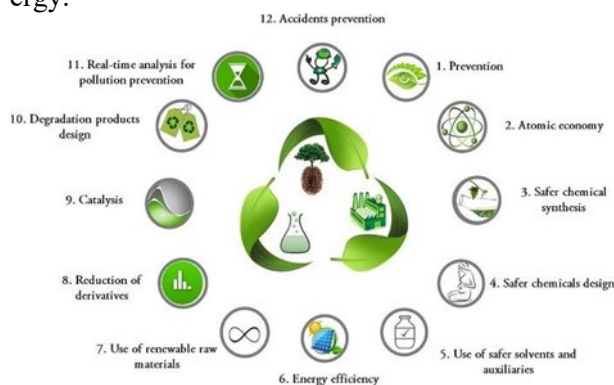 ergy.
12. Accidents prevention
11. Real-time analysis for
pollution prevention
1. Prevention
10. Degradation products
design
2. Atomic economy
9. Catalysis
3. Safer chemical
synthesis
8. Reduction of
derivatives
4. Safer chemicals design
7. Use of renewable raw
materials
5. Use of safer solvents and
auxiliaries
6. Energy efficiency